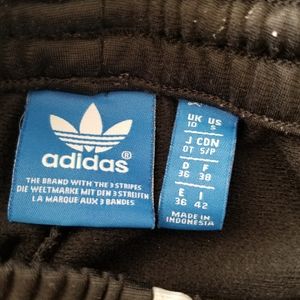 adidas®
THE BRAND WITH THE 3 STRIPES
DIE WELTMARKE MIT DEN 3 STREIFEN
LA MARQUE AUX 3 BANDES
UK US
10 S
J CDN
OT S/P
D F
36 38
E I
36 42
MADE IN
INDONESIA